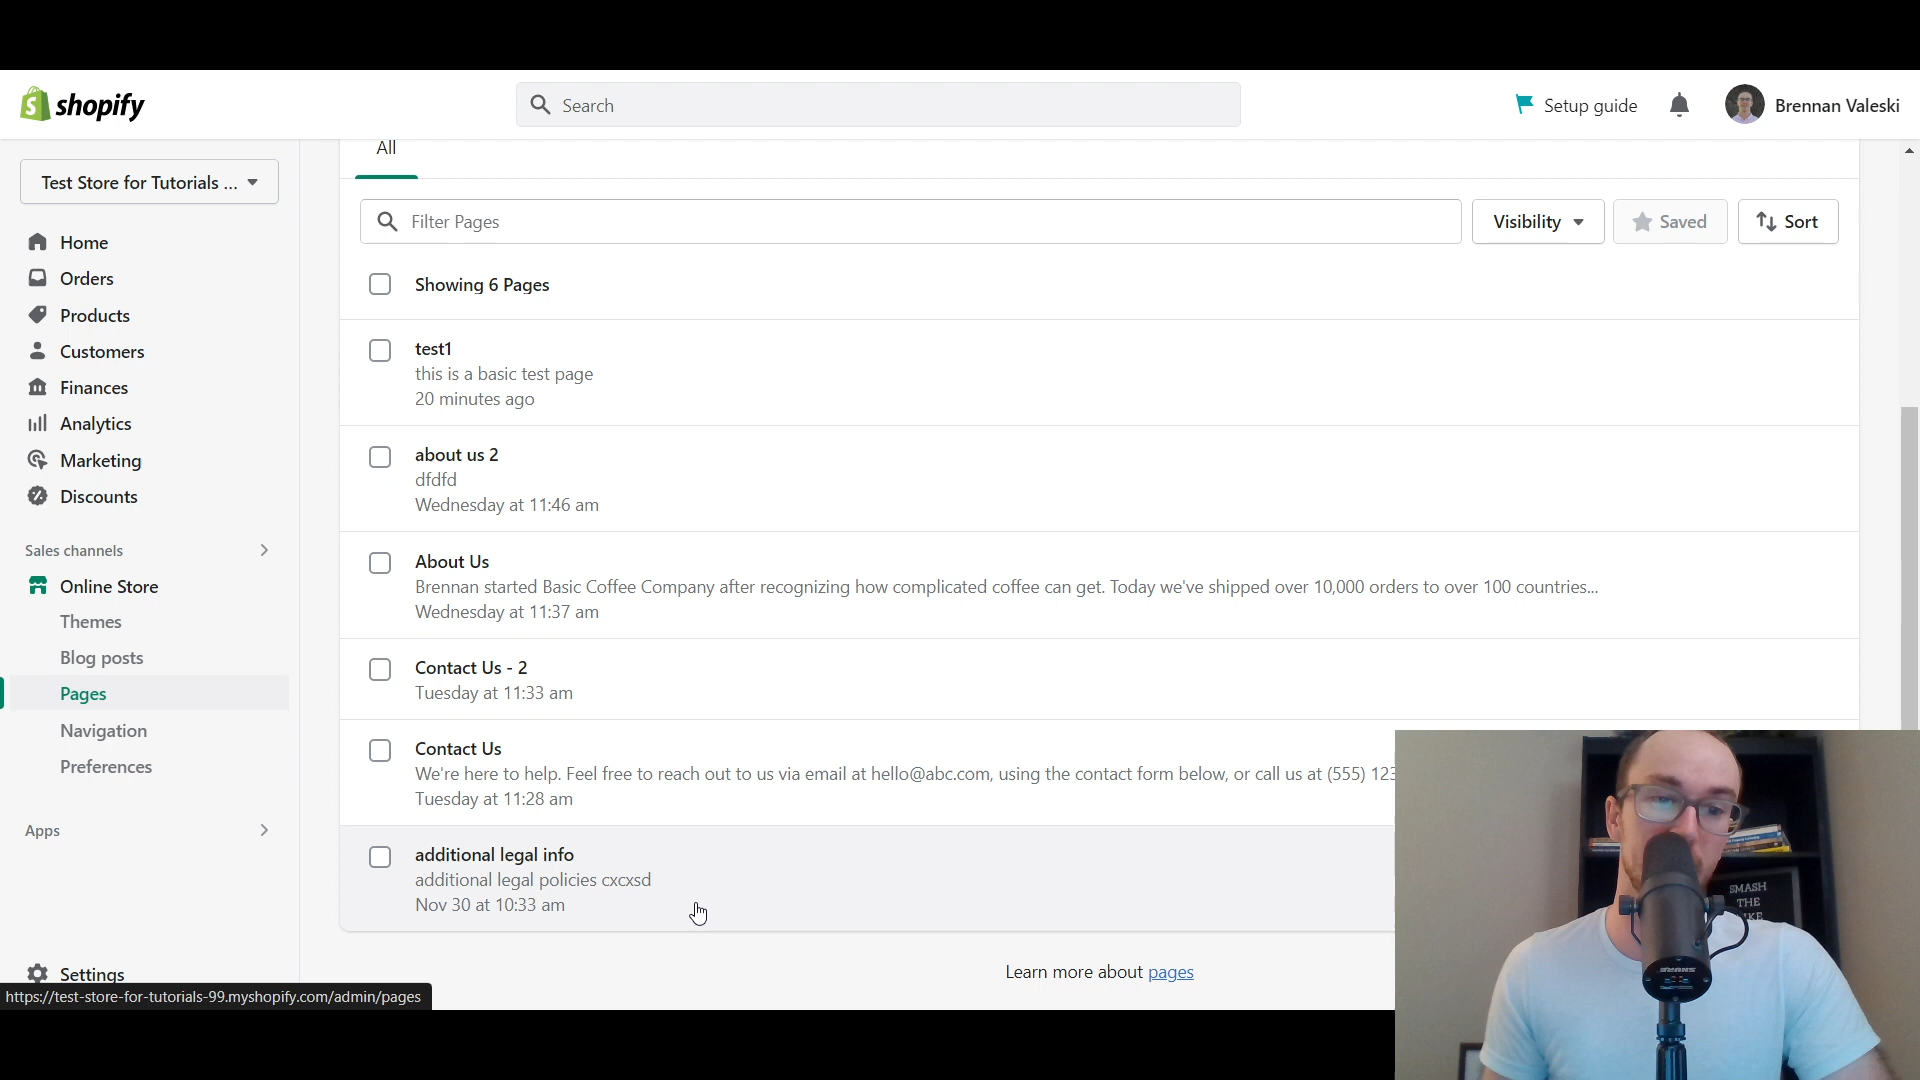 shopify
Search
Setup guide
Brennan Valeski
Test Store for Tutorials ...
All
Filter Pages
Visibility
Saved
Sort
Home
Orders
Products
Customers
Finances
Analytics
Marketing
Discounts
Sales channels
Online Store
Themes
Blog posts
Pages
Navigation
Preferences
Apps
Settings
Showing 6 Pages
test1
this is a basic test page
20 minutes ago
about us 2
dfdfd
Wednesday at 11:46 am
About Us
Brennan started Basic Coffee Company after recognizing how complicated coffee can get. Today we've shipped over 10,000 orders to over 100 countries...
Wednesday at 11:37 am
Contact Us - 2
Tuesday at 11:33 am
Contact Us
We're here to help. Feel free to reach out to us via email at hello@abc.com, using the contact form below, or call us at (555) 123
Tuesday at 11:28 am
additional legal info
additional legal policies cxcxsd
Nov 30 at 10:33 am
Learn more about pages
https://test-store-for-tutorials-99.myshopify.com/admin/pages
SMASH
THE
SHURE